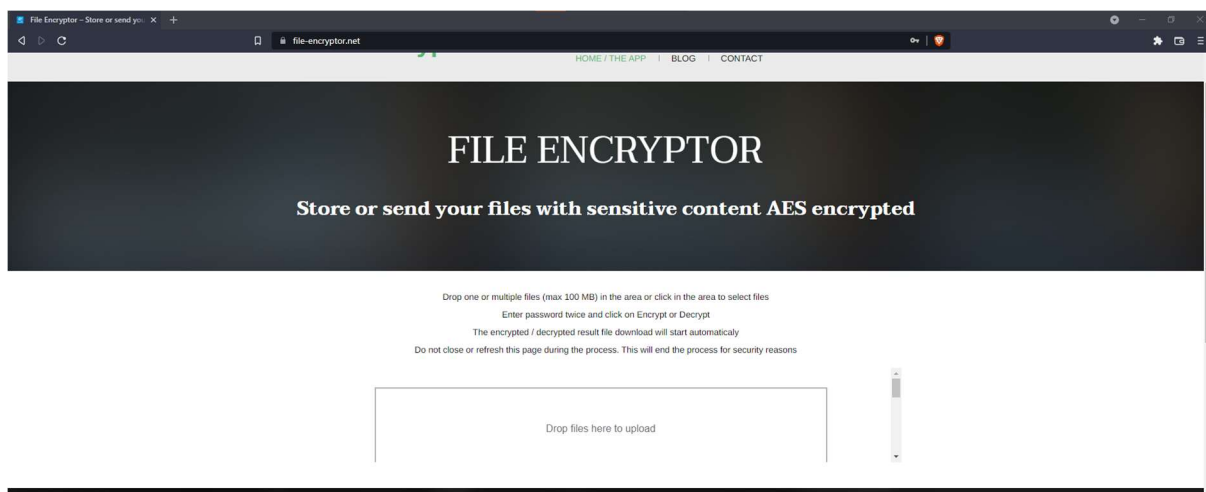 File Encryptor – Store or send you
file-encryptor.net
HOME / THE APP | BLOG | CONTACT
FILE ENCRYPTOR
Store or send your files with sensitive content AES encrypted
Drop one or multiple files (max 100 MB) in the area or click in the area to select files
Enter password twice and click on Encrypt or Decrypt
The encrypted / decrypted result file download will start automaticaly
Do not close or refresh this page during the process. This will end the process for security reasons
Drop files here to upload